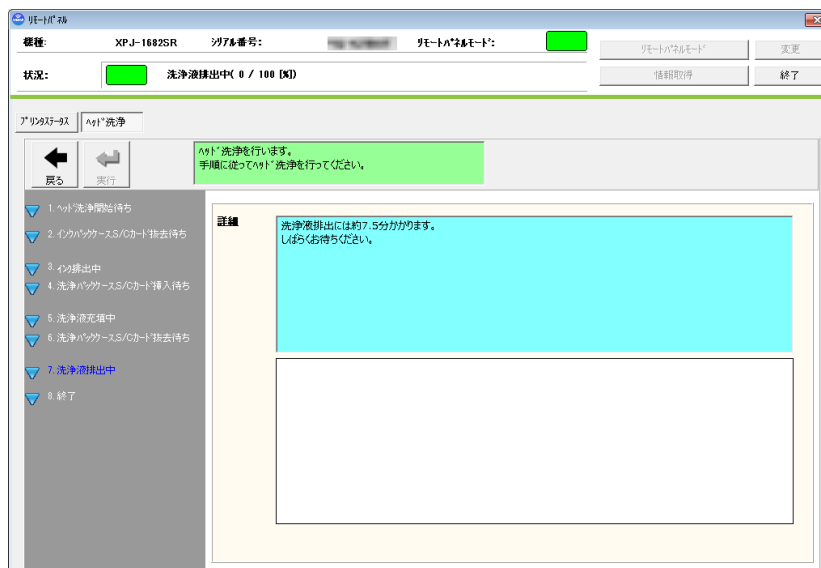 ﾘﾓｰﾄﾊﾟﾈﾙ
機種:
XPJ-1682SR
ｼﾘｱﾙ番号:
ﾘﾓｰﾄﾊﾟﾈﾙﾓｰﾄﾞ:
ﾘﾓｰﾄﾊﾟﾈﾙﾓｰﾄﾞ
変更
状況:
洗浄液排出中( 0 / 100 [%])
情報取得
終了
ﾌﾟﾘﾝﾀｽﾃｰﾀｽ
ﾍｯﾄﾞ洗浄
戻る
実行
ﾍｯﾄﾞ洗浄を行います。
手順に従ってﾍｯﾄﾞ洗浄を行ってください。
1. ﾍｯﾄﾞ洗浄開始待ち
2. ｲﾝｸﾊﾟｯｸｹｰｽ,S/Cｶｰﾄﾞ抜去待ち
3. ｲﾝｸ排出中
4. 洗浄ﾊﾟｯｸｹｰｽ,S/Cｶｰﾄﾞ挿入待ち
5. 洗浄液充填中
6. 洗浄ﾊﾟｯｸｹｰｽ,S/Cｶｰﾄﾞ抜去待ち
7. 洗浄液排出中
8. 終了
詳細
洗浄液排出には約7.5分かかります。
しばらくお待ちください。